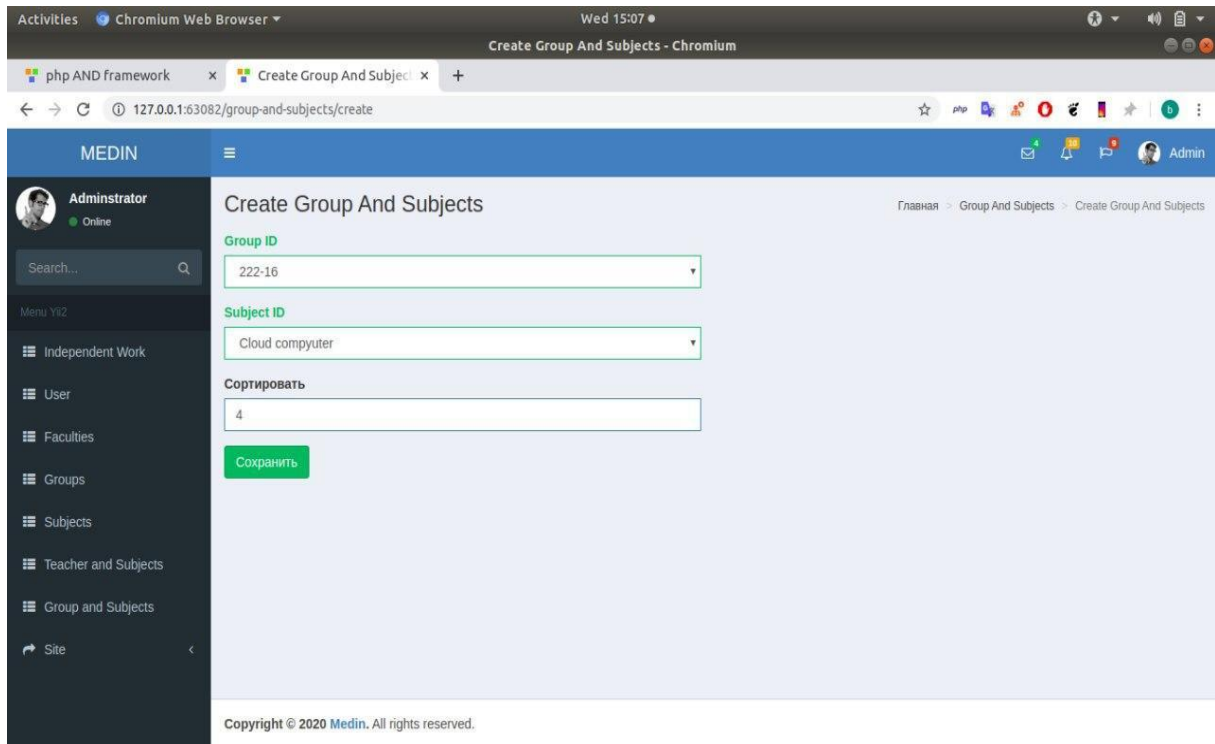 Activities Chromium Web Browser Wed 15:07
Create Group And Subjects - Chromium
php AND framework Create Group And Subject
127.0.0.1:63082/group-and-subjects/create php
MEDIN 4 10 9 Admin
Adminstrator
Online
Search...
Menu Yii2
Independent Work
User
Faculties
Groups
Subjects
Teacher and Subjects
Group and Subjects
Site
Create Group And Subjects
Главная > Group And Subjects > Create Group And Subjects
Group ID
222-16
Subject ID
Cloud compyuter
Сортировать
4
Сохранить
Copyright © 2020 Medin. All rights reserved.